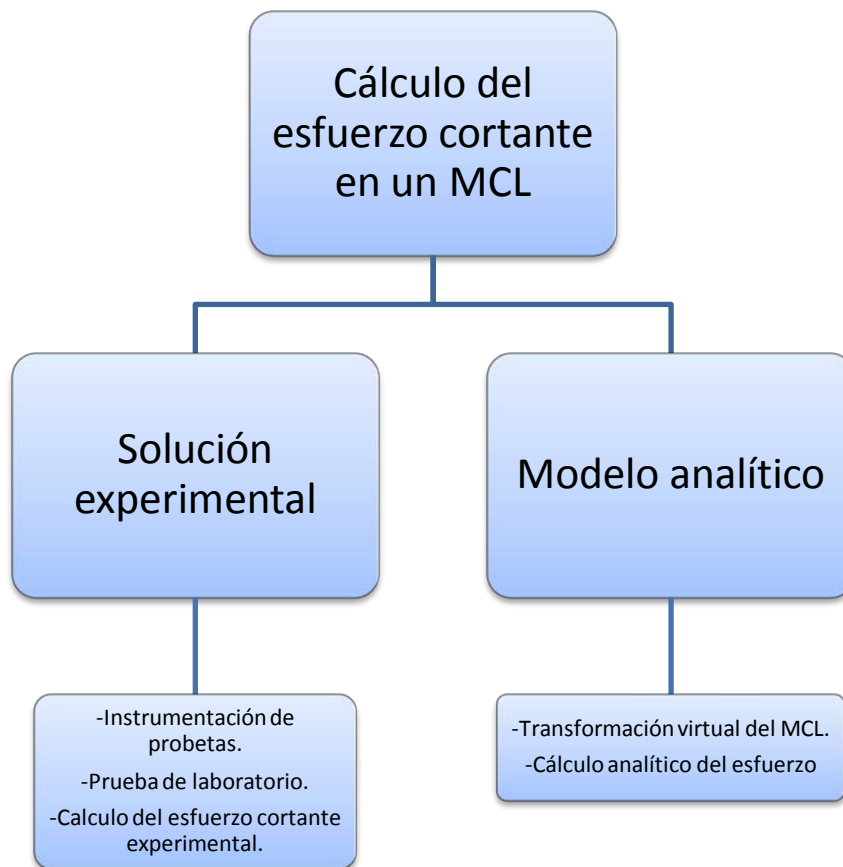 Cálculo del
esfuerzo cortante
en un MCL
Solución
experimental
Modelo analítico
-Instrumentación de
probetas.
-Prueba de laboratorio.
-Calculo del esfuerzo cortante
experimental.
-Transformación virtual del MCL.
-Cálculo analítico del esfuerzo